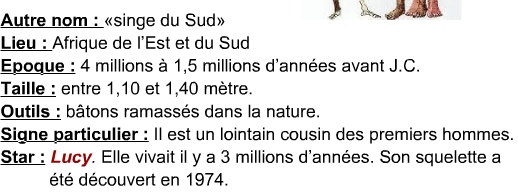 Autre nom : «singe du Sud»
Lieu : Afrique de l’Est et du Sud
Epoque : 4 millions à 1,5 millions d’années avant J.C.
Taille : entre 1,10 et 1,40 mètre.
Outils : bâtons ramassés dans la nature.
Signe particulier : Il est un lointain cousin des premiers hommes.
Star : Lucy. Elle vivait il y a 3 millions d’années. Son squelette a
été découvert en 1974.